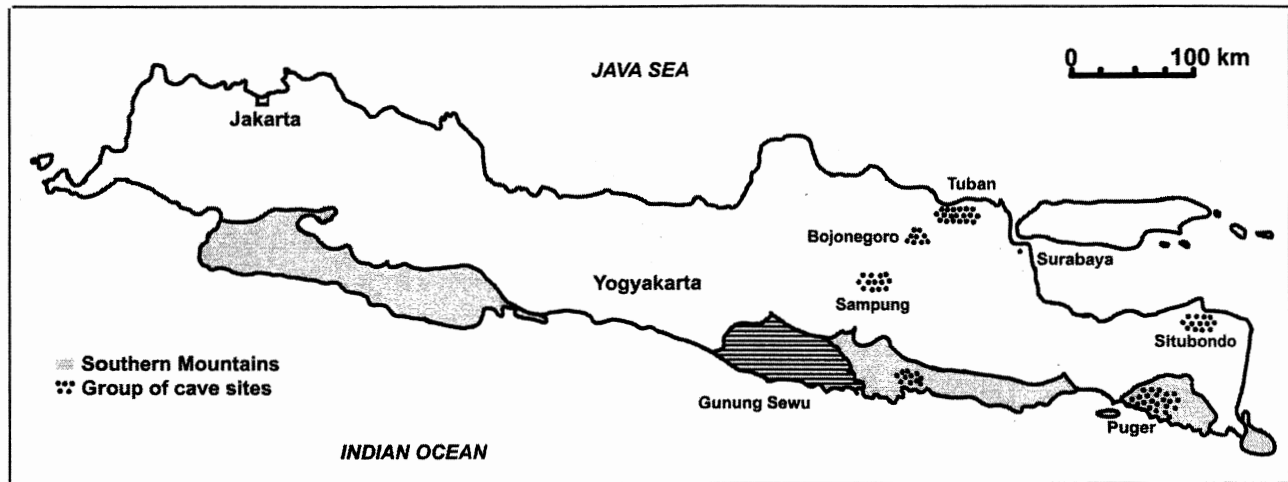 JAVA SEA
0 100 km
Jakarta
Tuban
Bojonegoro
Surabaya
Yogyakarta
Sampung
Situbondo
Southern Mountains
Group of cave sites
Gunung Sewu
Puger
INDIAN OCEAN